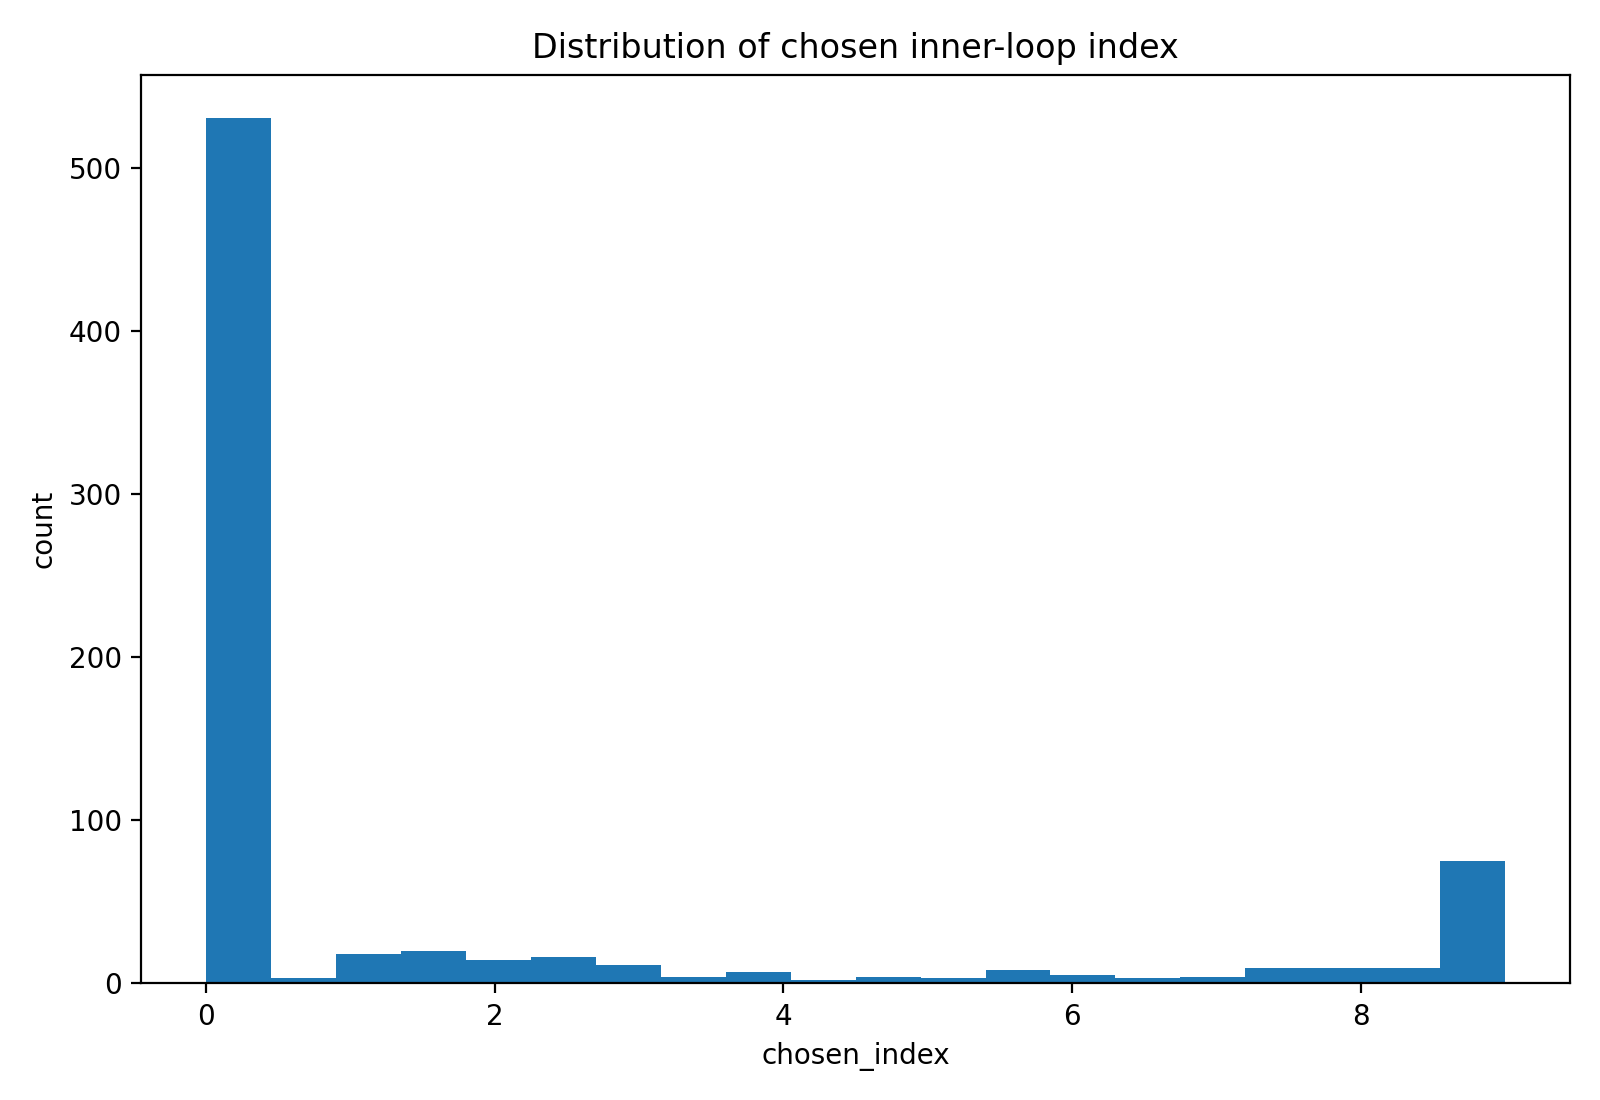 Distribution of chosen inner-loop index
500
400
300
200
100
0
count
0 2 4 6 8
chosen_index